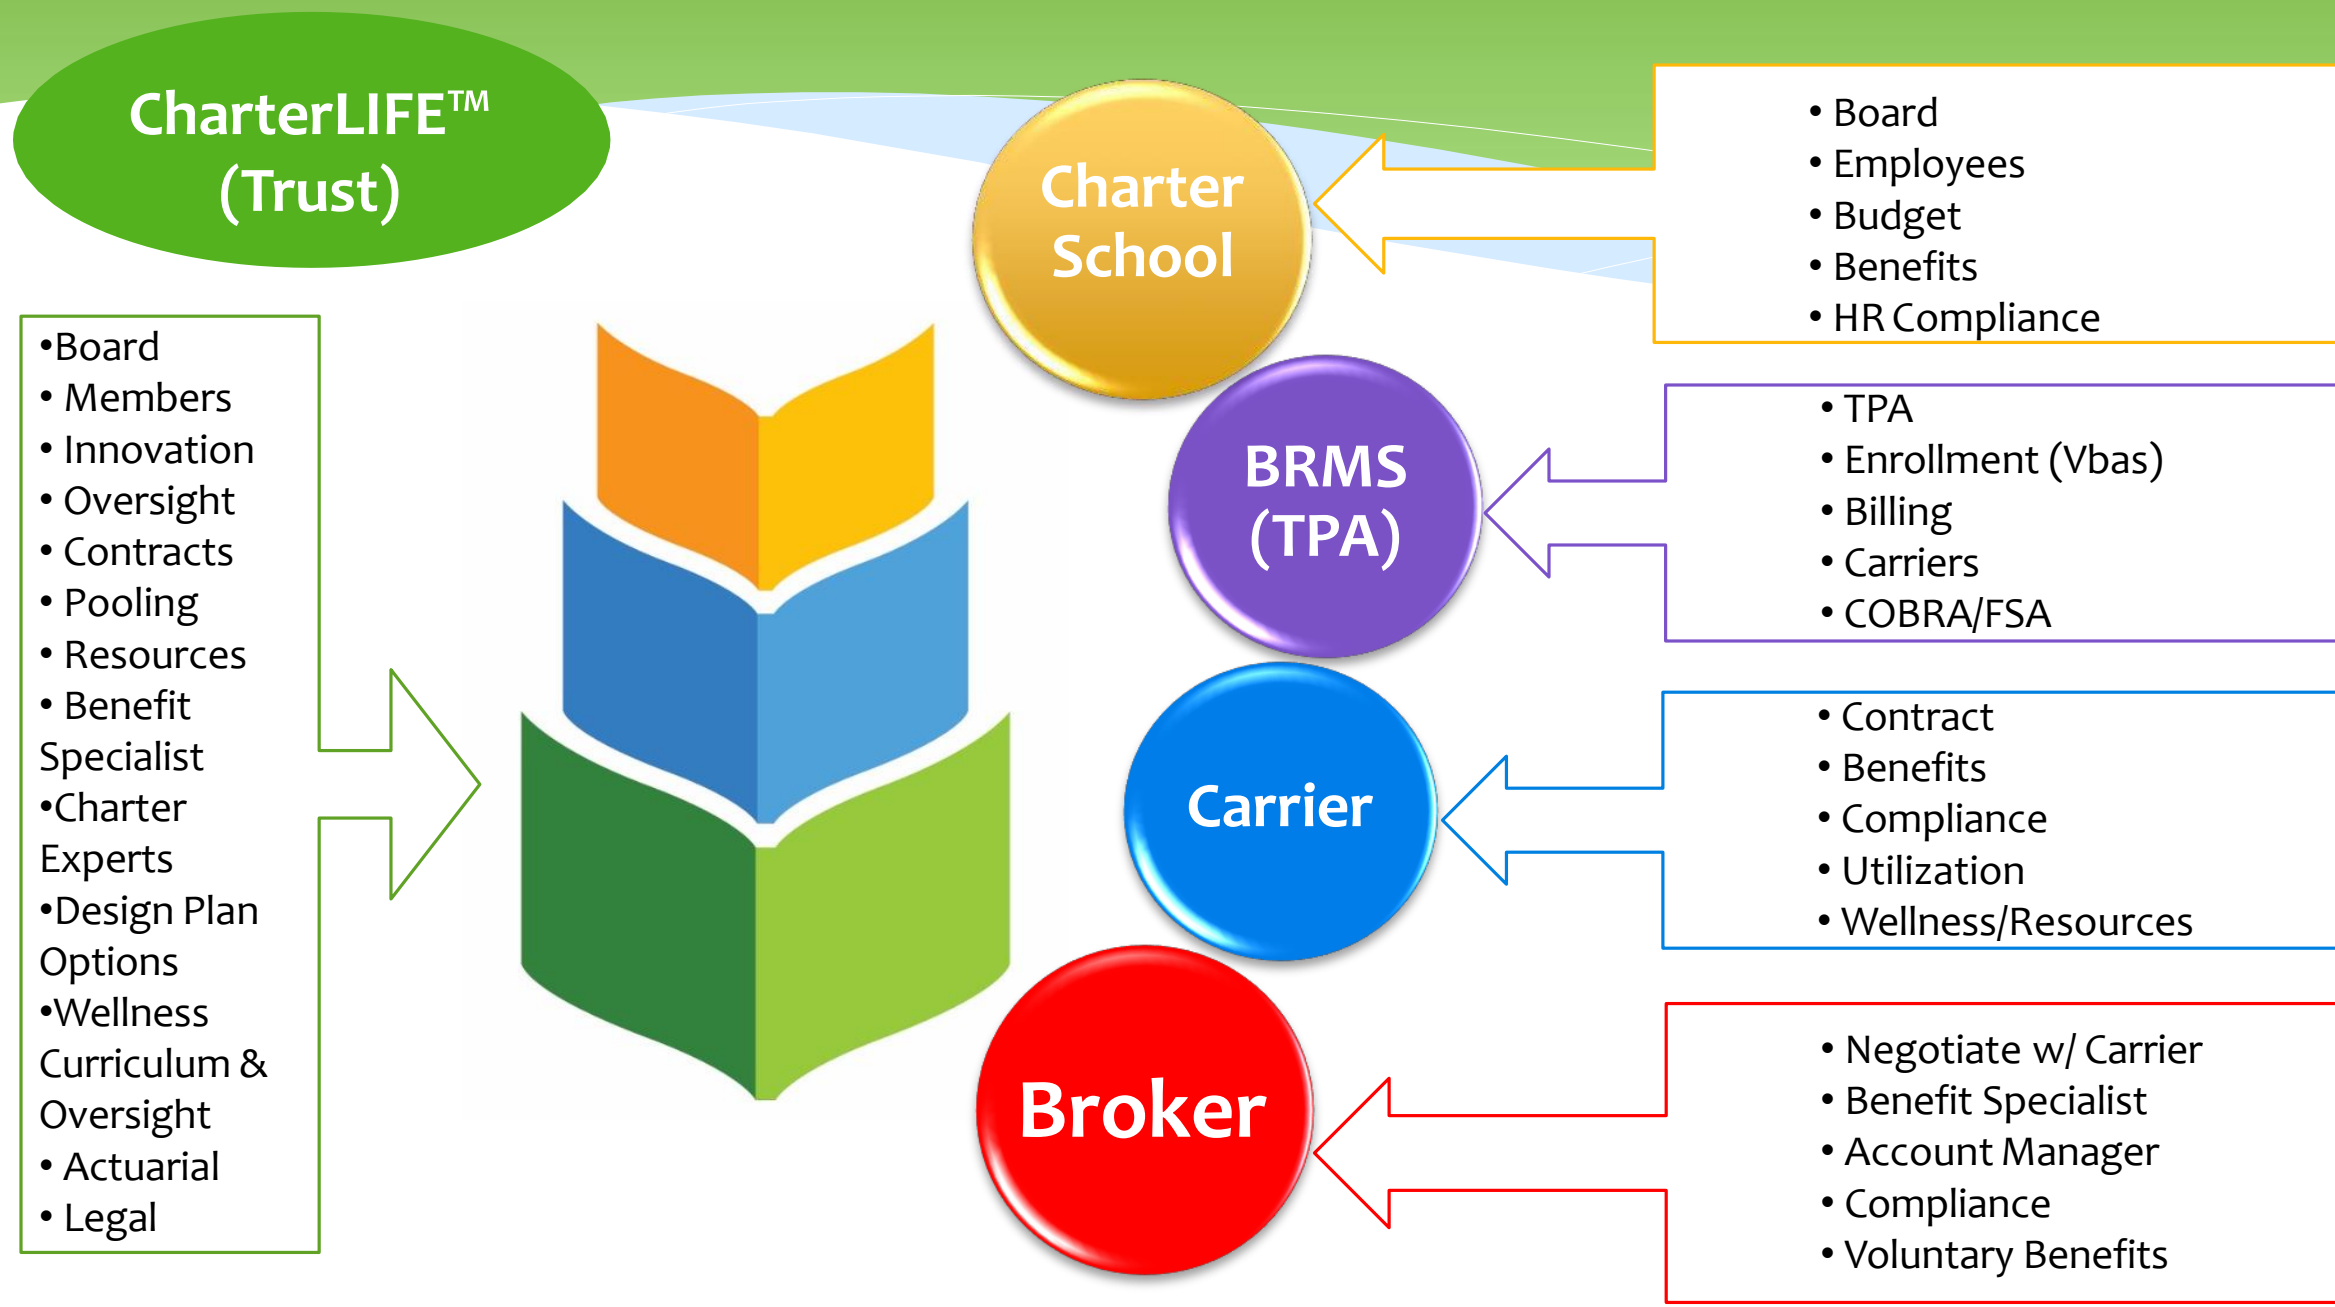 CharterLIFE™
(Trust)
•Board
• Members
• Innovation
• Oversight
• Contracts
• Pooling
• Resources
• Benefit
Specialist
•Charter
Experts
•Design Plan
Options
•Wellness
Curriculum &
Oversight
• Actuarial
• Legal
Charter
School
• Board
• Employees
• Budget
• Benefits
• HR Compliance
BRMS
(TPA)
• TPA
• Enrollment (Vbas)
• Billing
• Carriers
• COBRA/FSA
Carrier
• Contract
• Benefits
• Compliance
• Utilization
• Wellness/Resources
Broker
• Negotiate w/ Carrier
• Benefit Specialist
• Account Manager
• Compliance
• Voluntary Benefits